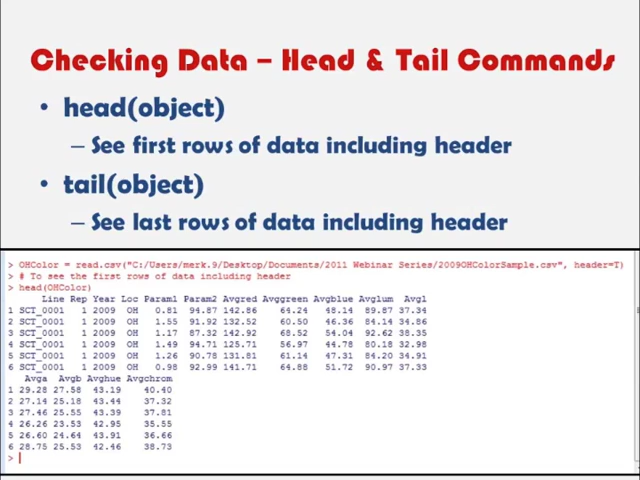 Checking Data – Head & Tail Commands
• head(object)
– See first rows of data including header
• tail(object)
– See last rows of data including header
> OHColor = read.csv("C:/Users/merk.9/Desktop/Documents/2011 Webinar Series/2009OHColorSample.csv", header=T)
> # To see the first rows of data including header
> head(OHColor)
Line Rep Year Loc Param1 Param2 Avgred Avggreen Avgblue Avglum Avgl
1 SCT_0001 1 2009 OH 0.81 94.87 142.86 64.24 48.14 89.87 37.34
2 SCT_0001 1 2009 OH 1.55 91.92 132.52 60.50 46.36 84.14 34.86
3 SCT_0001 1 2009 OH 1.17 87.32 142.92 68.52 54.04 92.62 38.35
4 SCT_0001 1 2009 OH 1.49 94.71 125.71 56.97 44.78 80.18 32.98
5 SCT_0001 1 2009 OH 1.26 90.78 131.81 61.14 47.31 84.20 34.91
6 SCT_0001 1 2009 OH 0.98 92.99 141.71 64.88 51.72 90.97 37.33
Avga Avgb Avghue Avgchrom
1 29.28 27.58 43.19 40.40
2 27.14 25.18 43.44 37.32
3 27.46 25.55 43.39 37.81
4 26.26 23.53 42.95 35.55
5 26.60 24.64 43.91 36.66
6 28.75 25.53 42.46 38.73
>